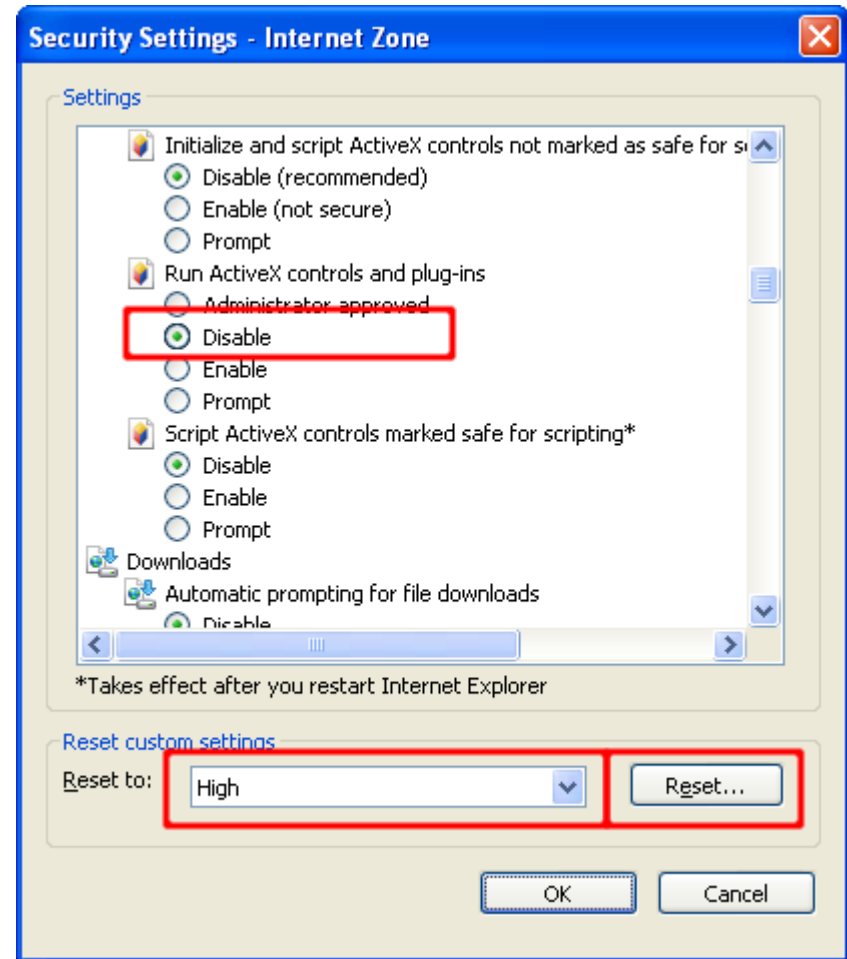 Security Settings - Internet Zone
Settings
Initialize and script ActiveX controls not marked as safe for s
Disable (recommended)
Enable (not secure)
Prompt
Run ActiveX controls and plug-ins
Administrator approved
Disable
Enable
Prompt
Script ActiveX controls marked safe for scripting*
Disable
Enable
Prompt
Downloads
Automatic prompting for file downloads
Disable
*Takes effect after you restart Internet Explorer
Reset custom settings
Reset to: High Reset...
OK Cancel